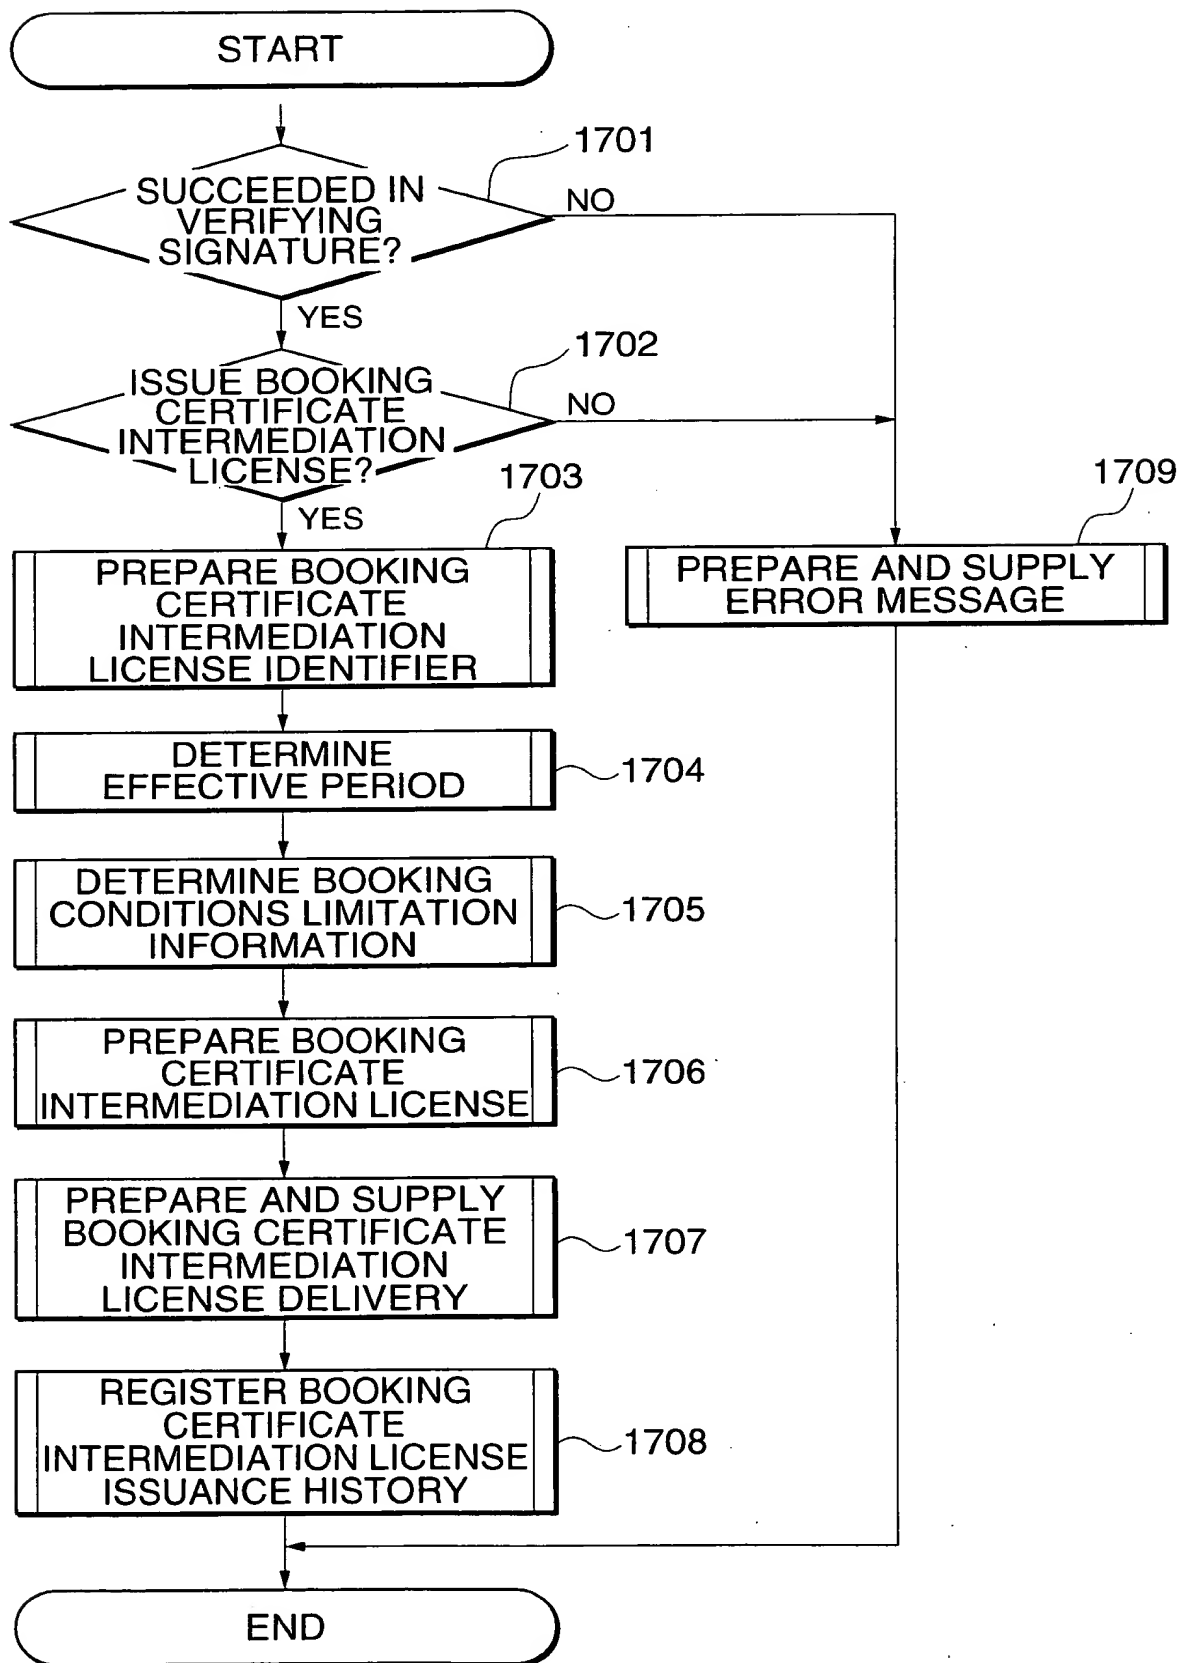 START
1701
SUCCEEDED IN
VERIFYING
SIGNATURE?
NO
YES
1702
ISSUE BOOKING
CERTIFICATE
INTERMEDIATION
LICENSE?
NO
YES
1703
PREPARE BOOKING
CERTIFICATE
INTERMEDIATION
LICENSE IDENTIFIER
1709
PREPARE AND SUPPLY
ERROR MESSAGE
DETERMINE
EFFECTIVE PERIOD
1704
DETERMINE BOOKING
CONDITIONS LIMITATION
INFORMATION
1705
PREPARE BOOKING
CERTIFICATE
INTERMEDIATION LICENSE
1706
PREPARE AND SUPPLY
BOOKING CERTIFICATE
INTERMEDIATION
LICENSE DELIVERY
1707
REGISTER BOOKING
CERTIFICATE
INTERMEDIATION LICENSE
ISSUANCE HISTORY
1708
END